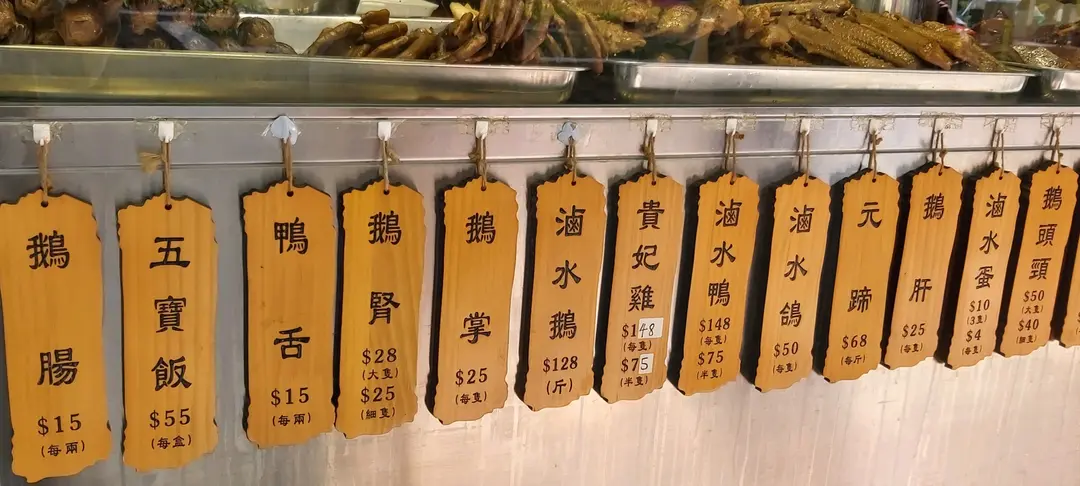 鵝腸
$15
(每兩)
五寶飯
$55
(每盒)
鴨舌
$15
(每兩)
鵝腎
$28
(大隻)
$25
(細隻)
鵝掌
$25
(每隻)
滷水鵝
$128
(斤)
貴妃雞
$148
(每隻)
$75
(半隻)
滷水鴨
$148
(每隻)
$75
(半隻)
滷水鴿
$50
(每隻)
元蹄
$68
(每斤)
鵝肝
$25
(每隻)
滷水蛋
$10
(3隻)
$4
(每隻)
鵝頭頸
$50
(大隻)
$40
(細隻)